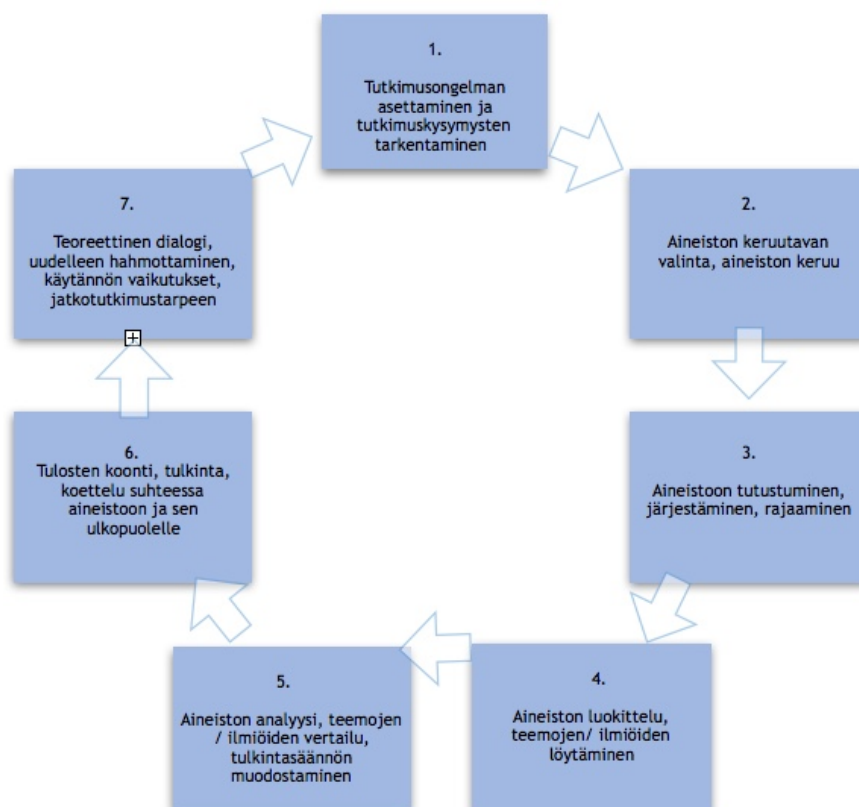 1.
Tutkimusongelman
asettaminen ja
tutkimuskysymysten
tarkentaminen
2.
Aineiston keruutavan
valinta, aineiston keruu
3.
Aineistoon tutustuminen,
järjestäminen, rajaaminen
4.
Aineiston luokittelu,
teemojen/ ilmiöiden
löytäminen
5.
Aineiston analyysi, teemojen
/ ilmiöiden vertailu,
tulkintasäännön
muodostaminen
6.
Tulosten koonti, tulkinta,
koettelu suhteessa
aineistoon ja sen
ulkopuolelle
7.
Teoreettinen dialogi,
uudelleen hahmottaminen,
käytännön vaikutukset,
jatkotutkimustarpeen